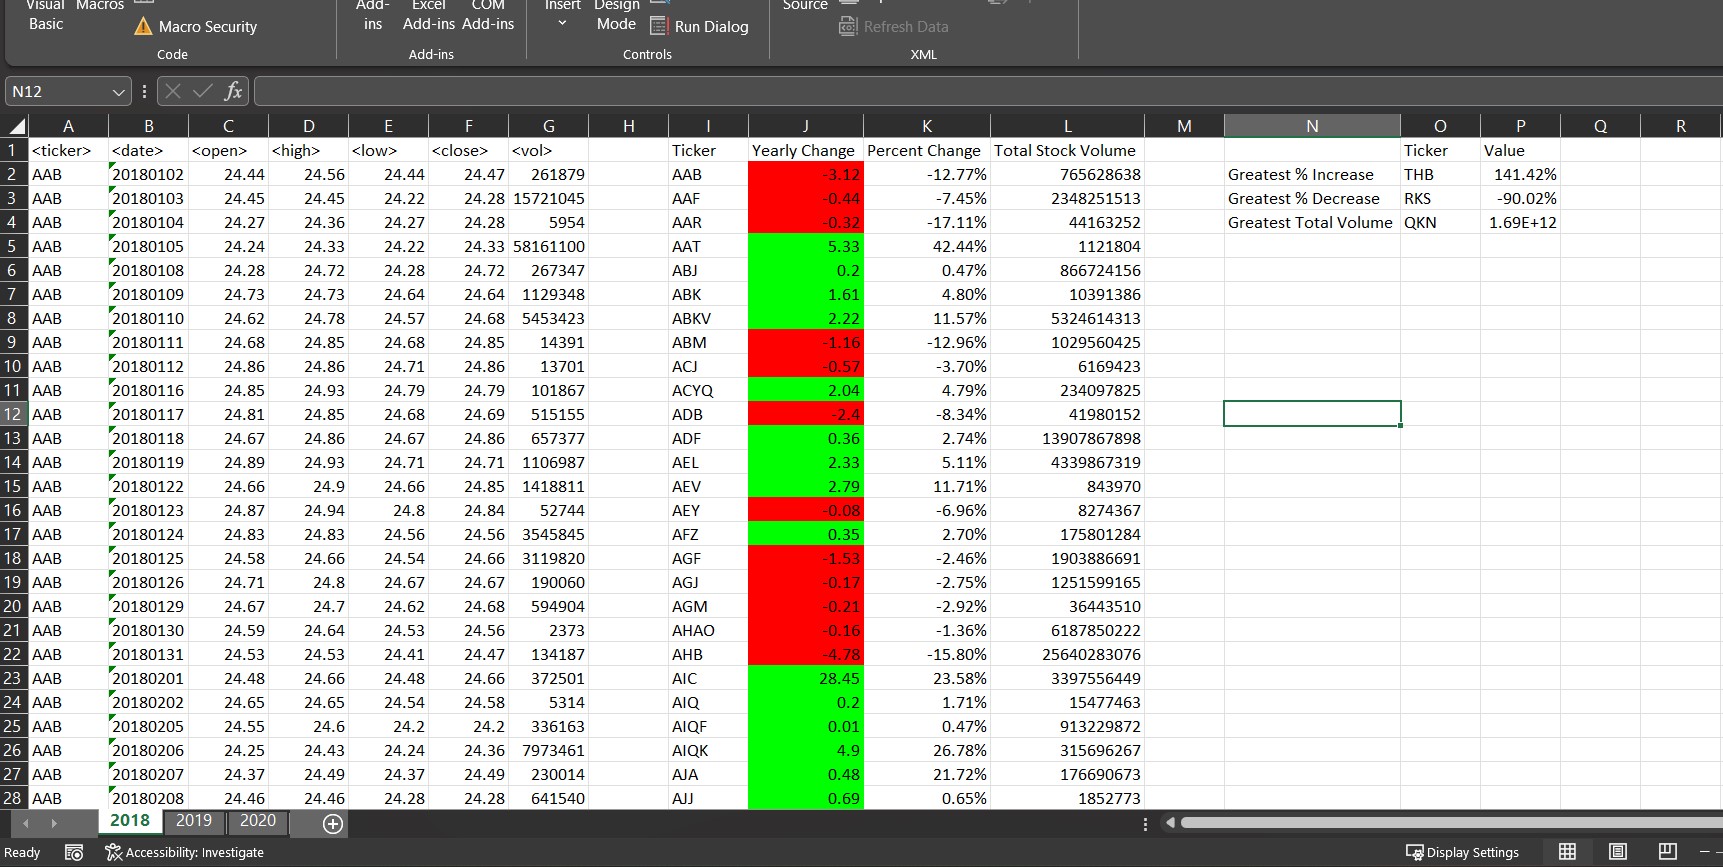 Visual Macros Add- Excel COM Insert Design Source
Basic ins Add-ins Add-ins Mode Run Dialog Refresh Data
Macro Security
Code Add-ins Controls XML
N12 fx
A B C D E F G H I J K L M N O P Q R
1 <ticker> <date> <open> <high> <low> <close> <vol> Ticker Yearly Change Percent Change Total Stock Volume Ticker Value
2 AAB 20180102 24.44 24.56 24.44 24.47 261879 AAB -3.12 -12.77% 765628638 Greatest % Increase THB 141.42%
3 AAB 20180103 24.45 24.45 24.22 24.28 15721045 AAF -0.44 -7.45% 2348251513 Greatest % Decrease RKS -90.02%
4 AAB 20180104 24.27 24.36 24.27 24.28 5954 AAR -0.32 -17.11% 44163252 Greatest Total Volume QKN 1.69E+12
5 AAB 20180105 24.24 24.33 24.22 24.33 58161100 AAT 5.33 42.44% 1121804
6 AAB 20180108 24.28 24.72 24.28 24.72 267347 ABJ 0.2 0.47% 866724156
7 AAB 20180109 24.73 24.73 24.64 24.64 1129348 ABK 1.61 4.80% 10391386
8 AAB 20180110 24.62 24.78 24.57 24.68 5453423 ABKV 2.22 11.57% 5324614313
9 AAB 20180111 24.68 24.85 24.68 24.85 14391 ABM -1.16 -12.96% 1029560425
10 AAB 20180112 24.86 24.86 24.71 24.86 13701 ACJ -0.57 -3.70% 6169423
11 AAB 20180116 24.85 24.93 24.79 24.79 101867 ACYQ 2.04 4.79% 234097825
12 AAB 20180117 24.81 24.85 24.68 24.69 515155 ADB -2.4 -8.34% 41980152
13 AAB 20180118 24.67 24.86 24.67 24.86 657377 ADF 0.36 2.74% 13907867898
14 AAB 20180119 24.89 24.93 24.71 24.71 1106987 AEL 2.33 5.11% 4339867319
15 AAB 20180122 24.66 24.9 24.66 24.85 1418811 AEV 2.79 11.71% 843970
16 AAB 20180123 24.87 24.94 24.8 24.84 52744 AEY -0.08 -6.96% 8274367
17 AAB 20180124 24.83 24.83 24.56 24.56 3545845 AFZ 0.35 2.70% 175801284
18 AAB 20180125 24.58 24.66 24.54 24.66 3119820 AGF -1.53 -2.46% 1903886691
19 AAB 20180126 24.71 24.8 24.67 24.67 190060 AGJ -0.17 -2.75% 1251599165
20 AAB 20180129 24.67 24.7 24.62 24.68 594904 AGM -0.21 -2.92% 36443510
21 AAB 20180130 24.59 24.64 24.53 24.56 2373 AHAO -0.16 -1.36% 6187850222
22 AAB 20180131 24.53 24.53 24.41 24.47 134187 AHB -4.78 -15.80% 25640283076
23 AAB 20180201 24.48 24.66 24.48 24.66 372501 AIC 28.45 23.58% 3397556449
24 AAB 20180202 24.65 24.65 24.54 24.58 5314 AIQ 0.2 1.71% 15477463
25 AAB 20180205 24.55 24.6 24.2 24.2 336163 AIQF 0.01 0.47% 913229872
26 AAB 20180206 24.25 24.43 24.24 24.36 7973461 AIQK 4.9 26.78% 315696267
27 AAB 20180207 24.37 24.49 24.37 24.49 230014 AJA 0.48 21.72% 176690673
28 AAB 20180208 24.46 24.46 24.28 24.28 641540 AJJ 0.69 0.65% 1852773
2018 2019 2020
Ready Accessibility: Investigate Display Settings